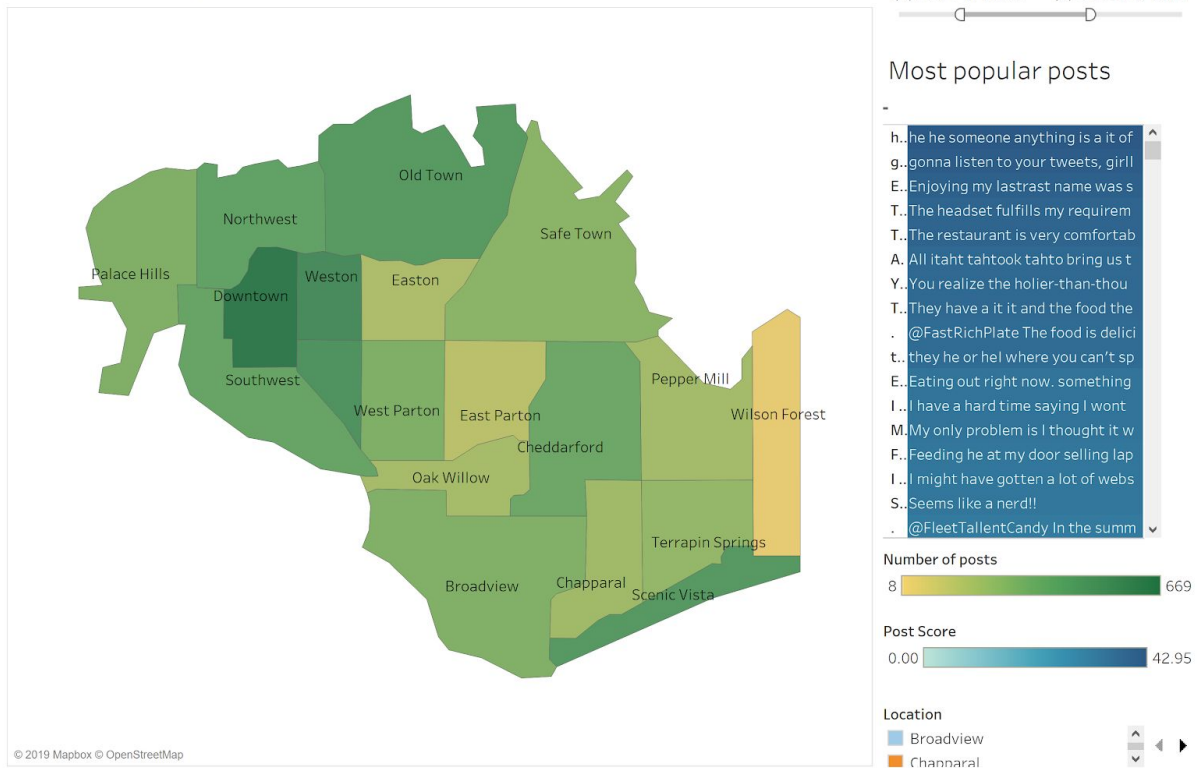 Most popular posts
-
h.. he he someone anything is a it of
g.. gonna listen to your tweets, girll
E.. Enjoying my lastrast name was s
T.. The headset fulfills my requirem
T.. The restaurant is very comfortab
A. All itaht tahtook tahto bring us t
Y.. You realize the holier-than-thou
T.. They have a it it and the food the
. @FastRichPlate The food is delici
t.. they he or hel where you can't sp
E.. Eating out right now. something
I .. I have a hard time saying I wont
M. My only problem is I thought it w
F.. Feeding he at my door selling lap
I .. I might have gotten a lot of webs
S.. Seems like a nerd!!
. @FleetTallentCandy In the summ
Number of posts
8 669
Post Score
0.00 42.95
Location
Broadview
Chapparal
Old Town
Northwest
Safe Town
Palace Hills
Weston
Easton
Downtown
Southwest
Pepper Mill
West Parton
East Parton
Wilson Forest
Cheddarford
Oak Willow
Terrapin Springs
Broadview
Chapparal
Scenic Vista
© 2019 Mapbox © OpenStreetMap